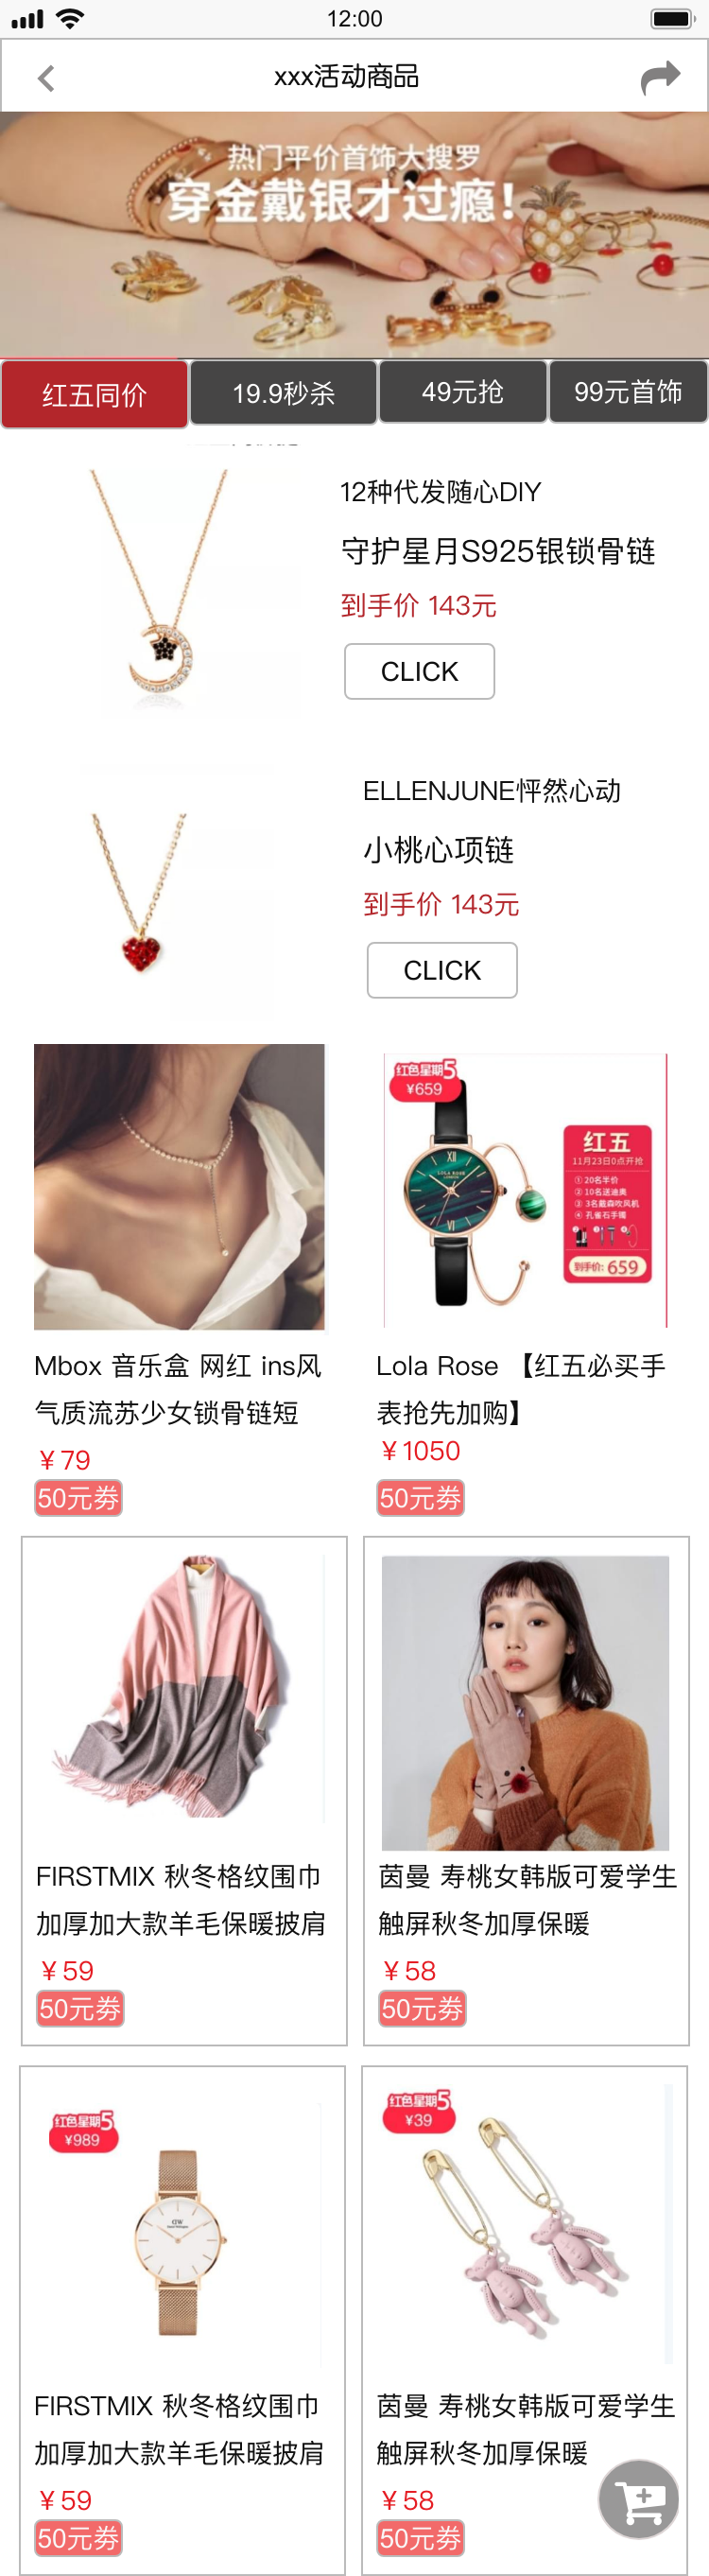 12:00
xxx活动商品
热门平价首饰大搜罗
穿金戴银才过瘾!
红五同价
19.9秒杀
49元抢
99元首饰
12种代发随心DIY
守护星月S925银锁骨链
到手价 143元
CLICK
ELLENJUNE怦然心动
小桃心项链
到手价 143元
CLICK
红色星期5
¥659
LOLA ROSE
LONDON
红五
11月23日0点开抢
① 20名半价
② 10名送迪奥
③ 3名戴森吹风机
④ 孔雀石手镯
到手价: 659
Mbox 音乐盒 网红 ins风
气质流苏少女锁骨链短
￥79
50元券
Lola Rose 【红五必买手
表抢先加购】
￥1050
50元券
FIRSTMIX 秋冬格纹围巾
加厚加大款羊毛保暖披肩
￥59
50元券
茵曼 寿桃女韩版可爱学生
触屏秋冬加厚保暖
￥58
50元券
红色星期5
¥989
DW
红色星期5
¥39
FIRSTMIX 秋冬格纹围巾
加厚加大款羊毛保暖披肩
￥59
50元券
茵曼 寿桃女韩版可爱学生
触屏秋冬加厚保暖
￥58
50元券